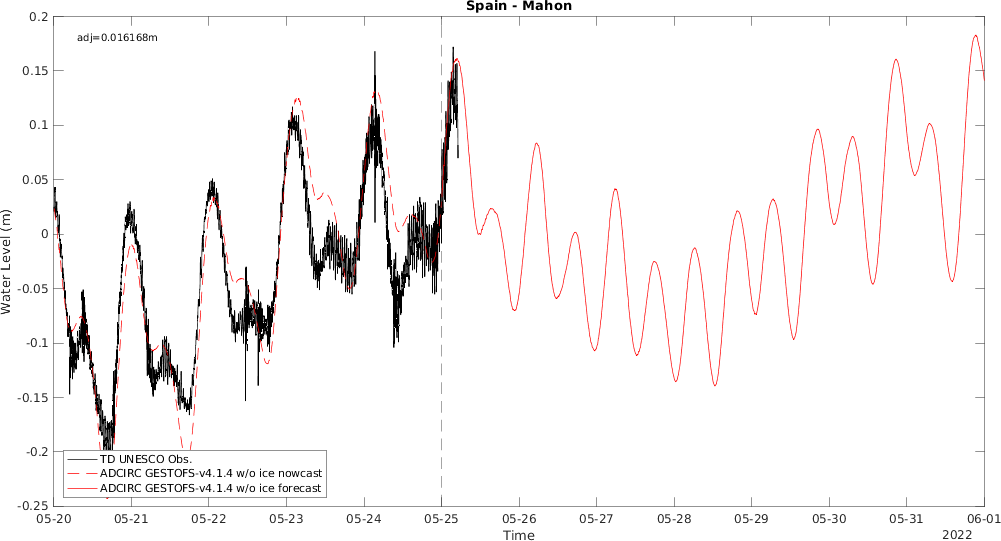 Spain - Mahon
adj=0.016168m
0.2
0.15
0.1
0.05
0
-0.05
-0.1
-0.15
-0.2
-0.25
Water Level (m)
TD UNESCO Obs.
ADCIRC GESTOFS-v4.1.4 w/o ice nowcast
ADCIRC GESTOFS-v4.1.4 w/o ice forecast
05-20 05-21 05-22 05-23 05-24 05-25 05-26 05-27 05-28 05-29 05-30 05-31 06-01
Time
2022